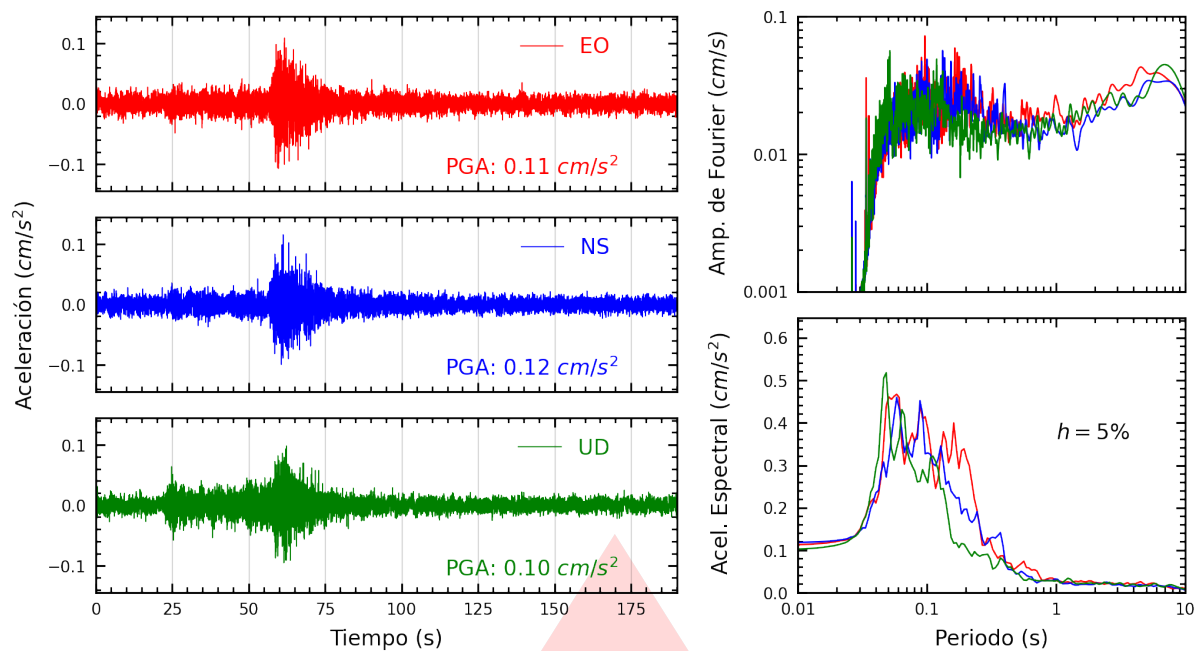 Aceleración (cm/s²)
0.1
0.0
−0.1
EO
PGA: 0.11 cm/s²
0.1
0.0
−0.1
NS
PGA: 0.12 cm/s²
0.1
0.0
−0.1
UD
PGA: 0.10 cm/s²
0 25 50 75 100 125 150 175
Tiempo (s)
Amp. de Fourier (cm/s)
0.1
0.01
0.001
Acel. Espectral (cm/s²)
0.6
0.5
0.4
0.3
0.2
0.1
0.0
h = 5%
0.01 0.1 1 10
Periodo (s)